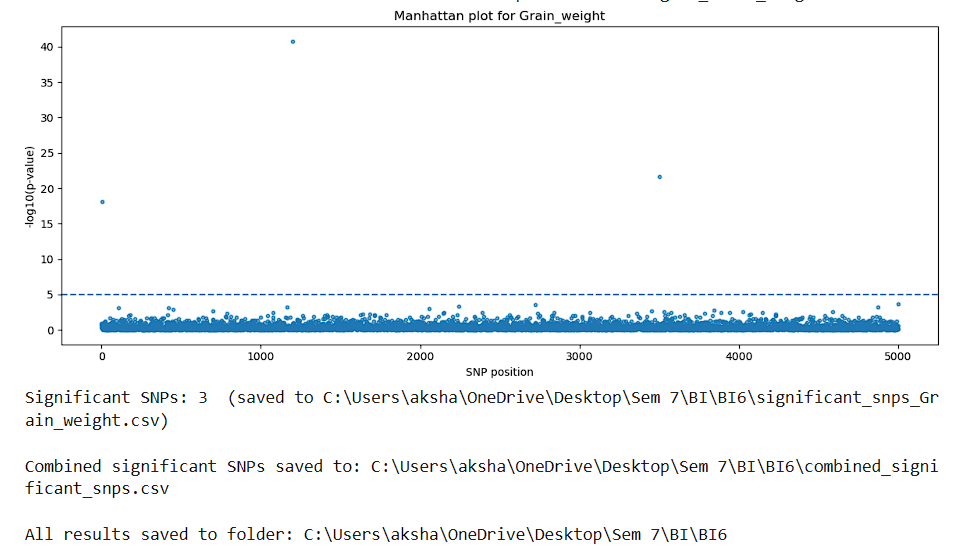 Manhattan plot for Grain_weight
40
35
30
25
20
15
10
5
0
-log10(p-value)
0 1000 2000 3000 4000 5000
SNP position
Significant SNPs: 3  (saved to C:\Users\aksha\OneDrive\Desktop\Sem 7\BI\BI6\significant_snps_Gr
ain_weight.csv)
Combined significant SNPs saved to: C:\Users\aksha\OneDrive\Desktop\Sem 7\BI\BI6\combined_signi
ficant_snps.csv
All results saved to folder: C:\Users\aksha\OneDrive\Desktop\Sem 7\BI\BI6